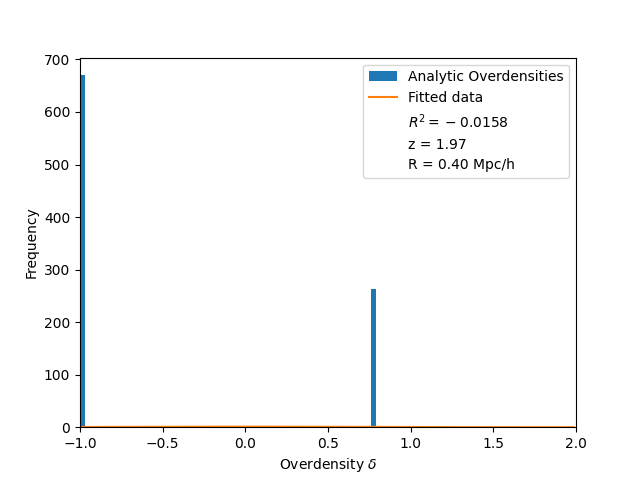 700
600
500
400
300
200
100
0
Frequency
Analytic Overdensities
Fitted data
$R^2 = -0.0158$
z = 1.97
R = 0.40 Mpc/h
−1.0 −0.5 0.0 0.5 1.0 1.5 2.0
Overdensity δ